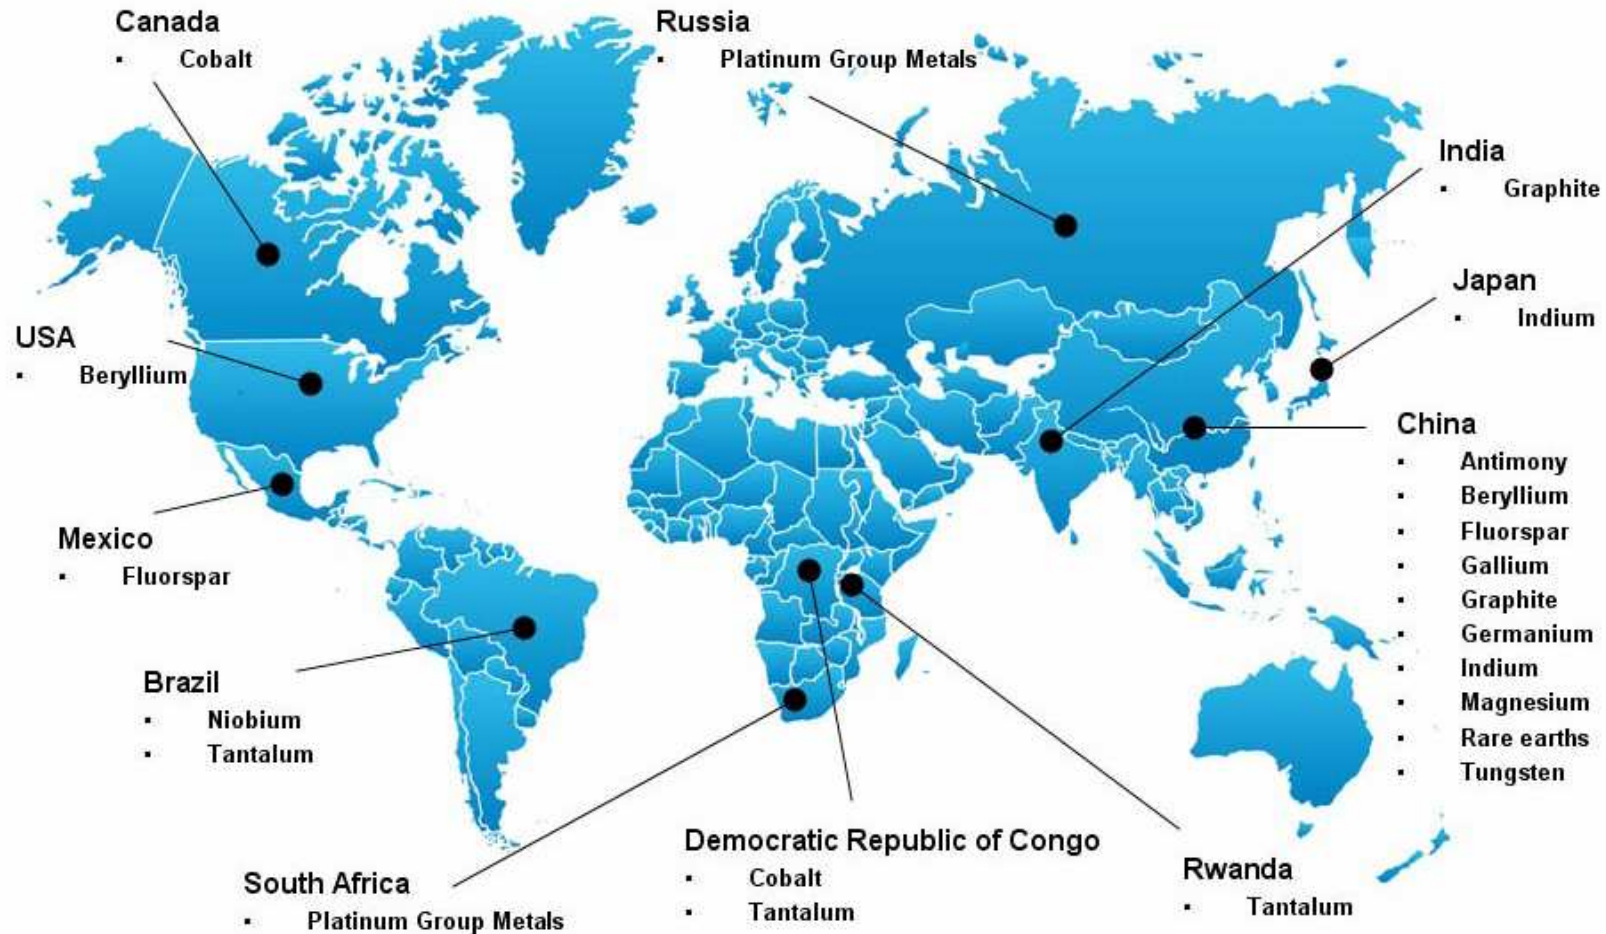 Canada
▪ Cobalt
Russia
▪ Platinum Group Metals
India
▪ Graphite
Japan
▪ Indium
USA
▪ Beryllium
China
▪ Antimony
▪ Beryllium
▪ Fluorspar
▪ Gallium
▪ Graphite
▪ Germanium
▪ Indium
▪ Magnesium
▪ Rare earths
▪ Tungsten
Mexico
▪ Fluorspar
Brazil
▪ Niobium
▪ Tantalum
South Africa
▪ Platinum Group Metals
Democratic Republic of Congo
▪ Cobalt
▪ Tantalum
Rwanda
▪ Tantalum